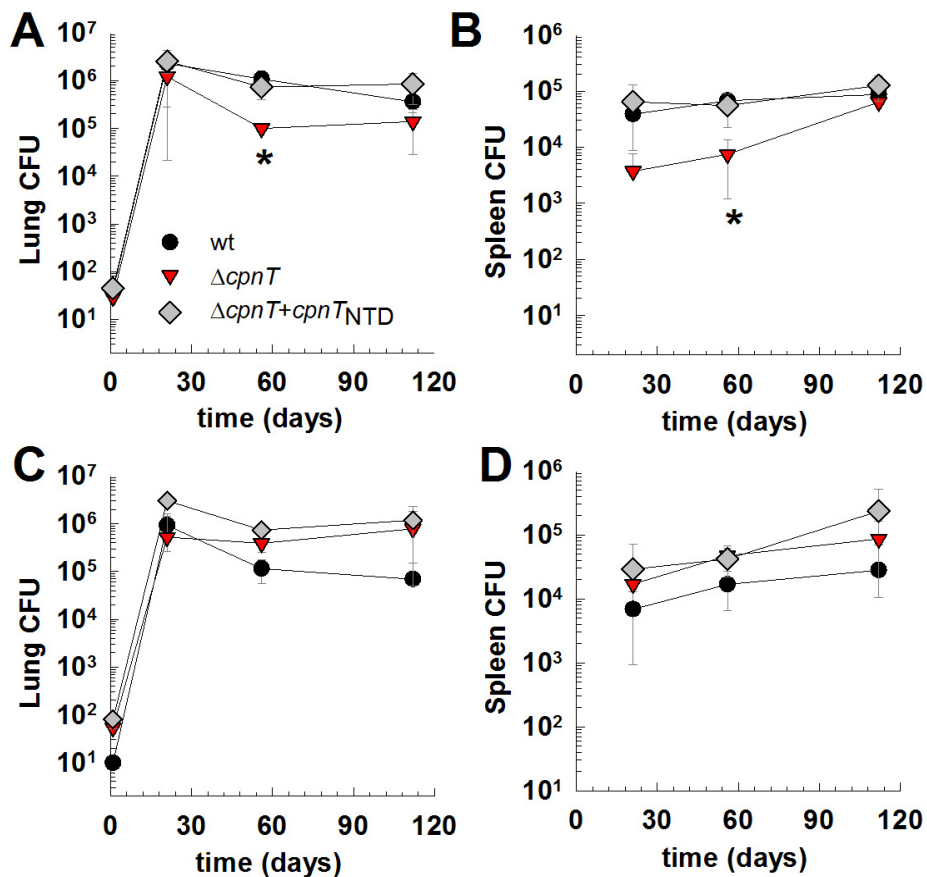 A
B
10⁷
10⁶
10⁵
10⁴
10³
10²
10¹
Lung CFU
*
wt
ΔcpnT
ΔcpnT+cpnT_NTD
0 30 60 90 120
time (days)
10⁶
10⁵
10⁴
10³
10²
10¹
Spleen CFU
*
0 30 60 90 120
time (days)
C
D
10⁷
10⁶
10⁵
10⁴
10³
10²
10¹
Lung CFU
0 30 60 90 120
time (days)
10⁶
10⁵
10⁴
10³
10²
10¹
Spleen CFU
0 30 60 90 120
time (days)